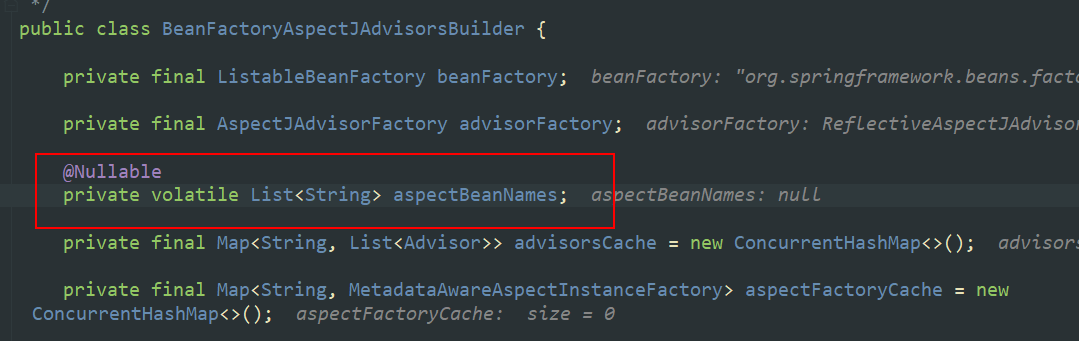 */
public class BeanFactoryAspectJAdvisorsBuilder {
private final ListableBeanFactory beanFactory; beanFactory: "org.springframework.beans.facto
private final AspectJAdvisorFactory advisorFactory; advisorFactory: ReflectiveAspectJAdvisor
@Nullable
private volatile List<String> aspectBeanNames; aspectBeanNames: null
private final Map<String, List<Advisor>> advisorsCache = new ConcurrentHashMap<>(); advisors
private final Map<String, MetadataAwareAspectInstanceFactory> aspectFactoryCache = new
ConcurrentHashMap<>(); aspectFactoryCache: size = 0